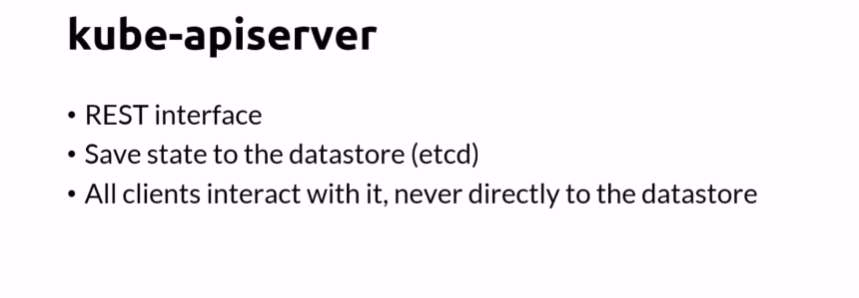 kube-apiserver
• REST interface
• Save state to the datastore (etcd)
• All clients interact with it, never directly to the datastore